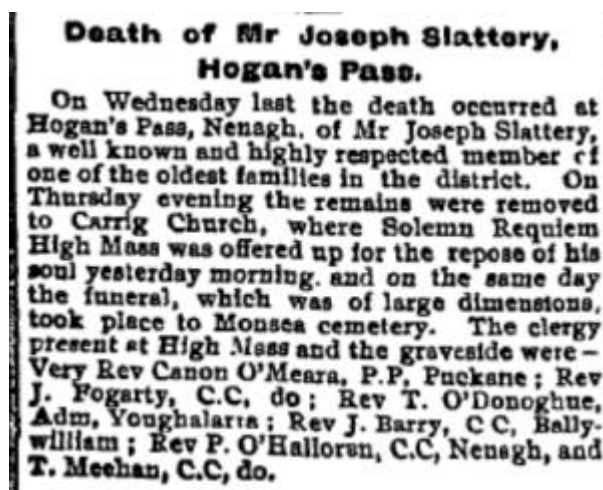 Death of Mr Joseph Slattery,
Hogan's Pass.
On Wednesday last the death occurred at
Hogan's Pass, Nenagh, of Mr Joseph Slattery,
a well known and highly respected member of
one of the oldest families in the district. On
Thursday evening the remains were removed
to Carrig Church, where Solemn Requiem
High Mass was offered up for the repose of his
soul yesterday morning. and on the same day
the funeral, which was of large dimensions,
took place to Monsea cemetery. The clergy
present at High Mass and the graveside were—
Very Rev Canon O'Meara, P.P, Puckane; Rev
J. Fogarty, C.C, do; Rev T. O'Donoghue,
Adm, Youghalarra; Rev J. Barry, C C, Bally-
william; Rev P. O'Halloran, C.C, Nenagh, and
T. Meehan, C.C, do.